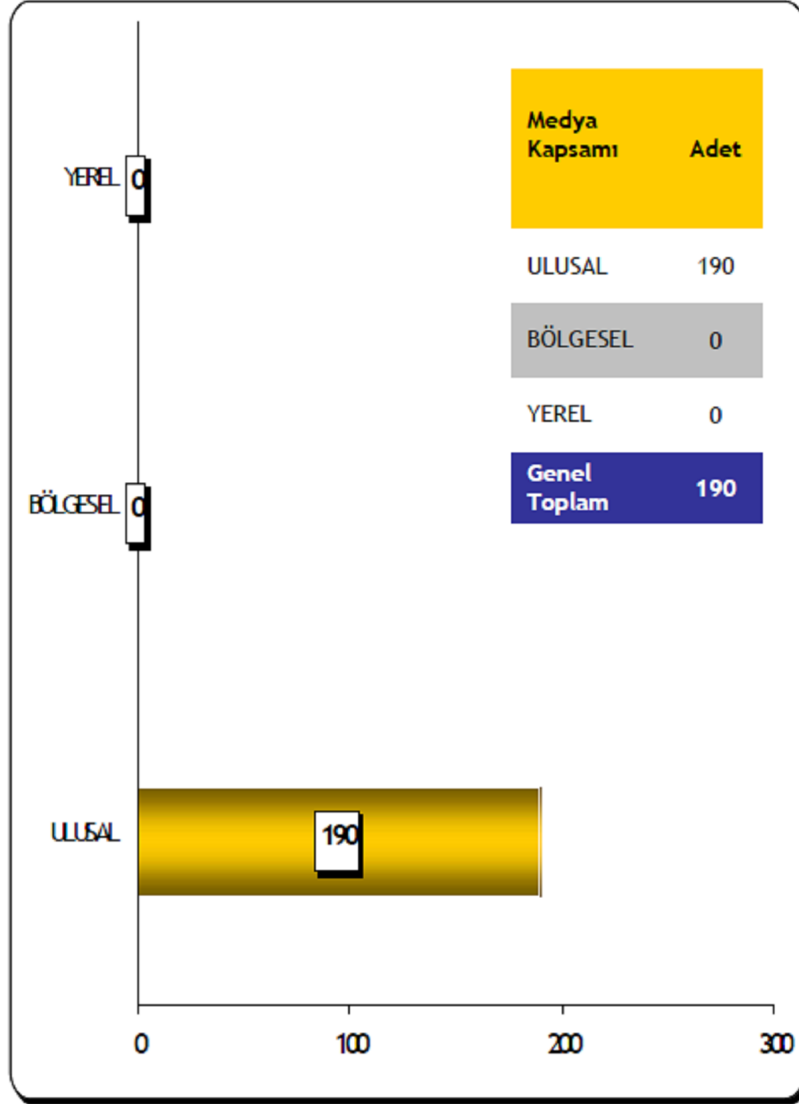 Medya
Kapsamı Adet
ULUSAL 190
BÖLGESEL 0
YEREL 0
Genel
Toplam 190
YEREL 0
BÖLGESEL 0
ULUSAL 190
0 100 200 300